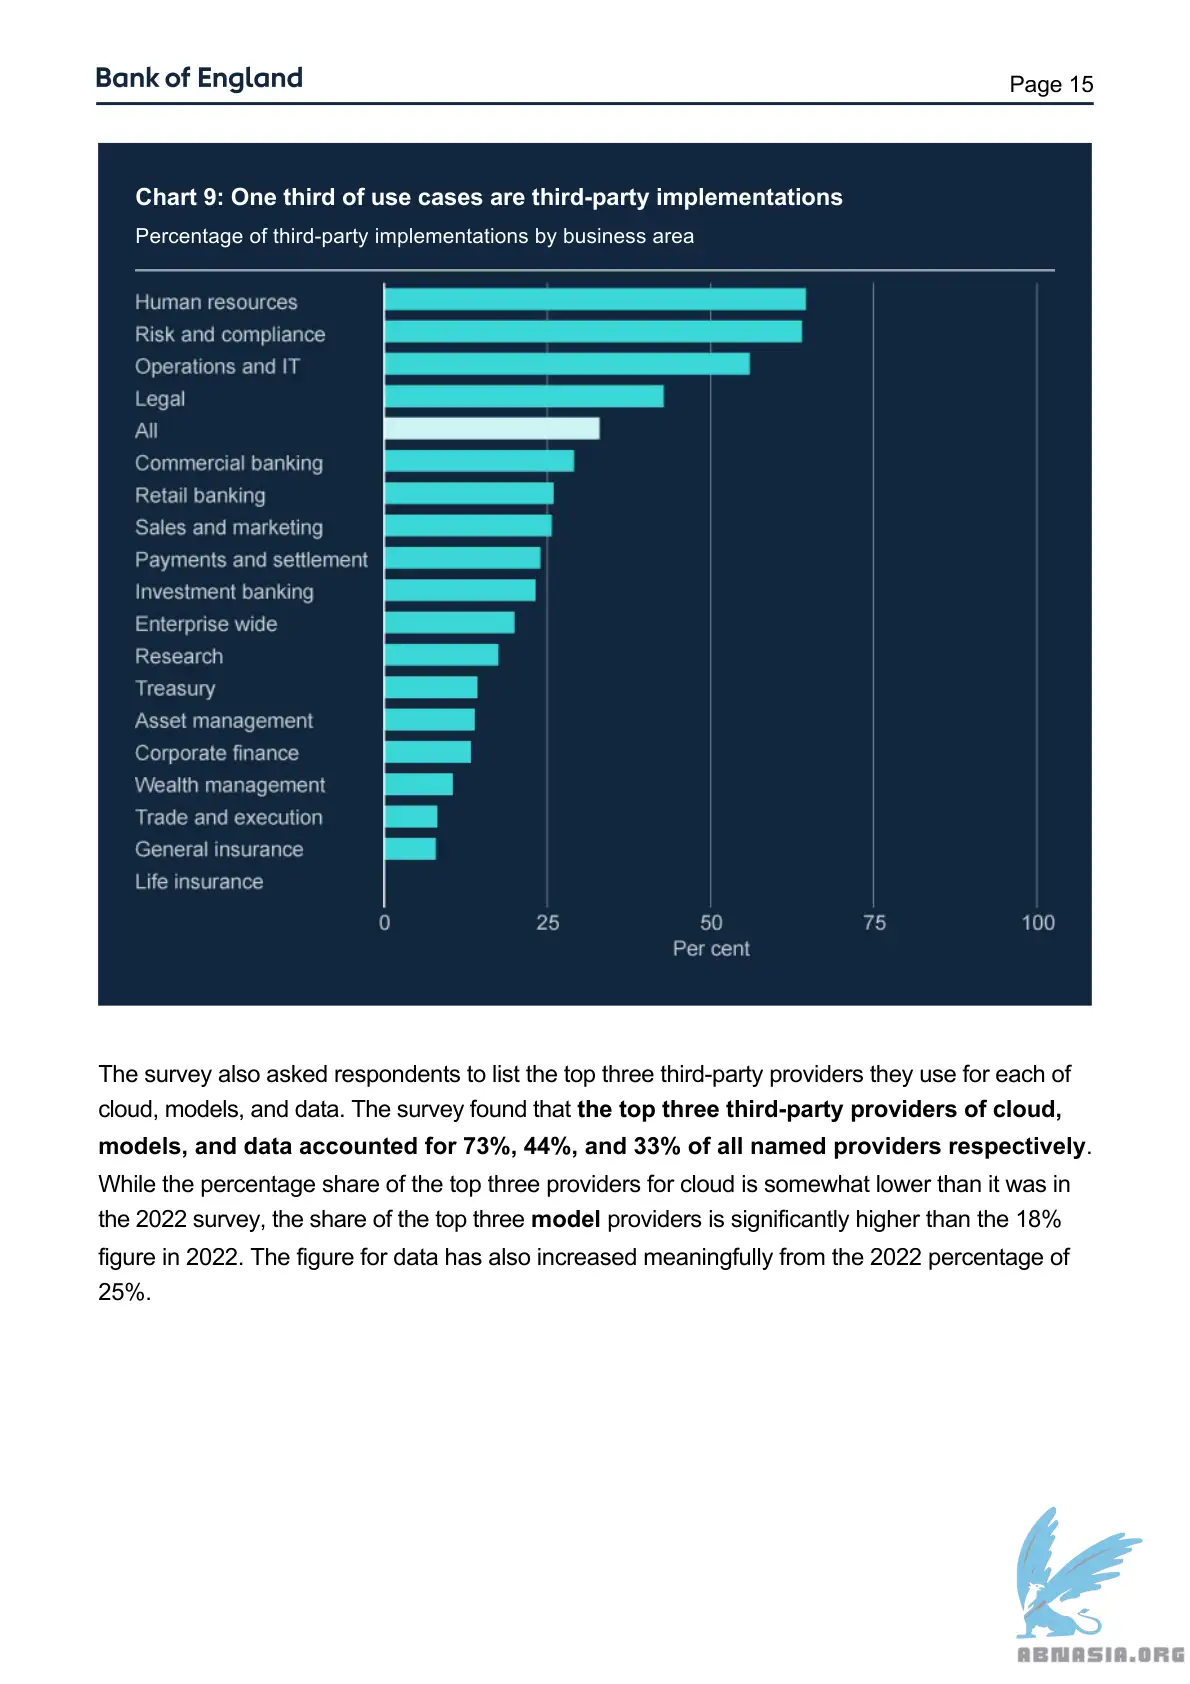 Bank of England
Page 15
Chart 9: One third of use cases are third-party implementations
Percentage of third-party implementations by business area
Human resources
Risk and compliance
Operations and IT
Legal
All
Commercial banking
Retail banking
Sales and marketing
Payments and settlement
Investment banking
Enterprise wide
Research
Treasury
Asset management
Corporate finance
Wealth management
Trade and execution
General insurance
Life insurance
0 25 50 75 100
Per cent
The survey also asked respondents to list the top three third-party providers they use for each of
cloud, models, and data. The survey found that the top three third-party providers of cloud,
models, and data accounted for 73%, 44%, and 33% of all named providers respectively.
While the percentage share of the top three providers for cloud is somewhat lower than it was in
the 2022 survey, the share of the top three model providers is significantly higher than the 18%
figure in 2022. The figure for data has also increased meaningfully from the 2022 percentage of
25%.
ABNASIA.ORG